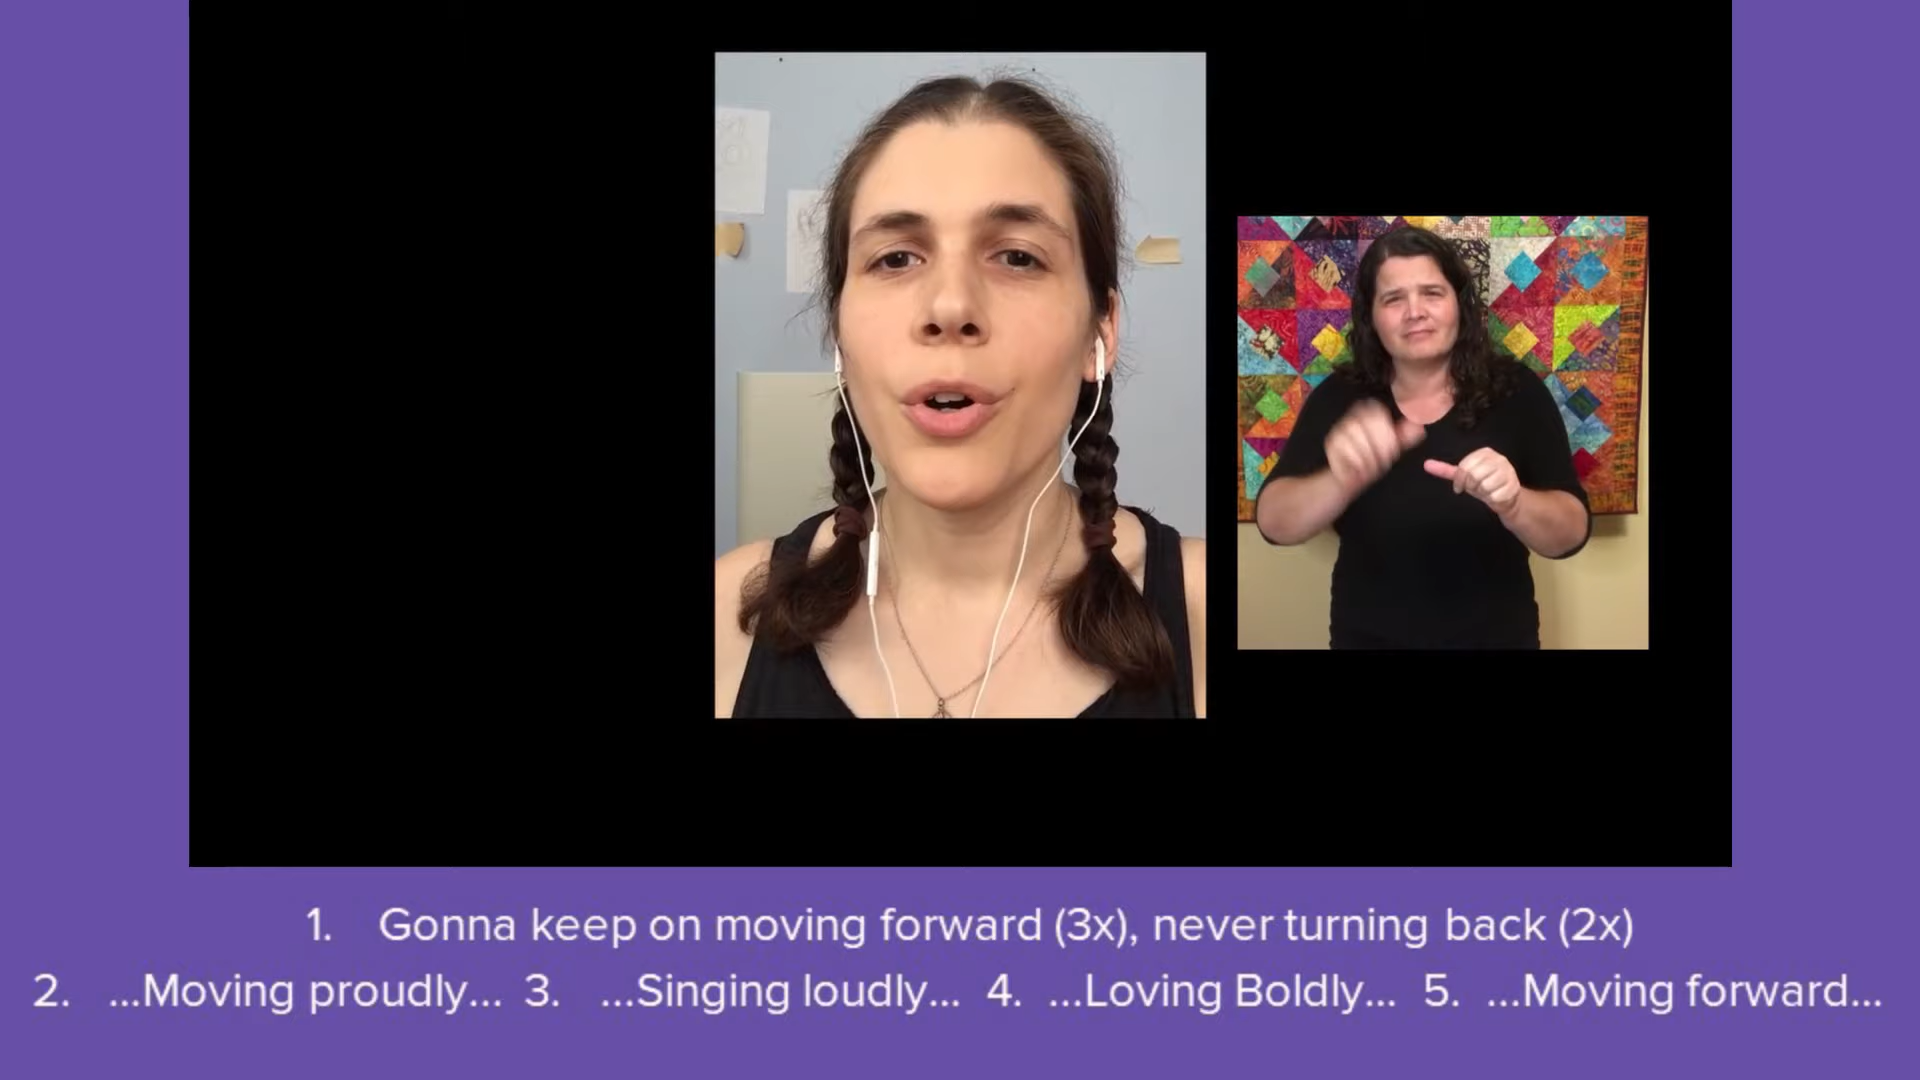 1. Gonna keep on moving forward (3x), never turning back (2x)
2. ...Moving proudly... 3. ...Singing loudly... 4. ...Loving Boldly... 5. ...Moving forward...